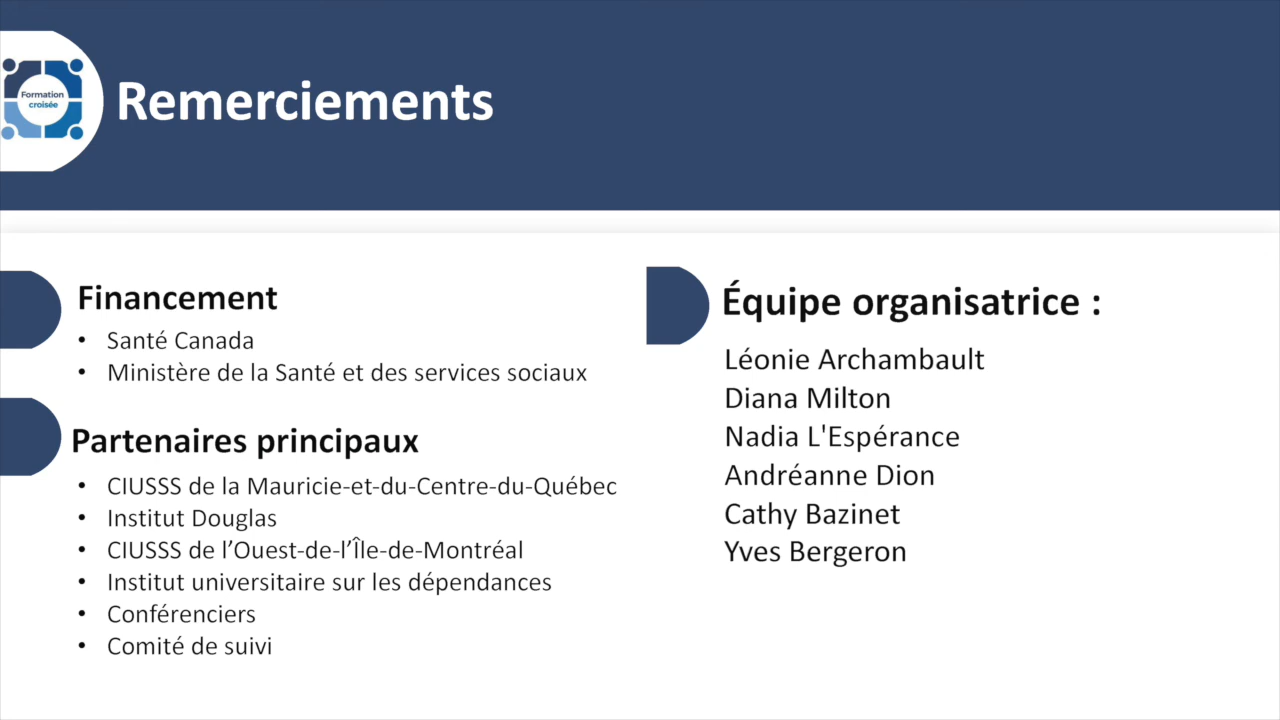 Formation
croisée
Remerciements
Financement
• Santé Canada
• Ministère de la Santé et des services sociaux
Partenaires principaux
• CIUSSS de la Mauricie-et-du-Centre-du-Québec
• Institut Douglas
• CIUSSS de l’Ouest-de-l’Île-de-Montréal
• Institut universitaire sur les dépendances
• Conférenciers
• Comité de suivi
Équipe organisatrice :
Léonie Archambault
Diana Milton
Nadia L'Espérance
Andréanne Dion
Cathy Bazinet
Yves Bergeron